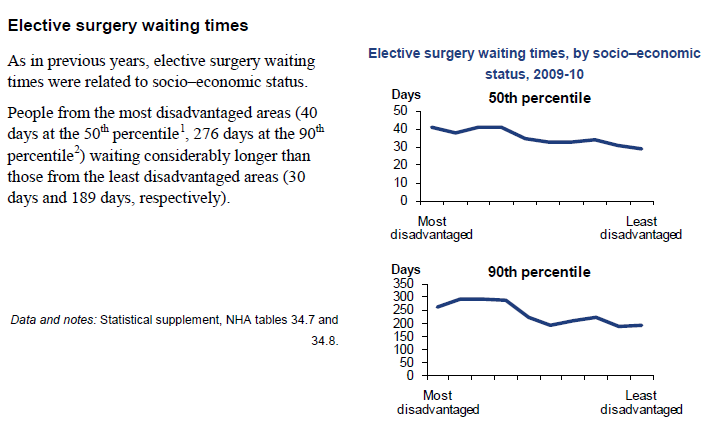 Elective surgery waiting times
As in previous years, elective surgery waiting
times were related to socio–economic status.
People from the most disadvantaged areas (40
days at the 50th percentile1, 276 days at the 90th
percentile2) waiting considerably longer than
those from the least disadvantaged areas (30
days and 189 days, respectively).
Data and notes: Statistical supplement, NHA tables 34.7 and
34.8.
Elective surgery waiting times, by socio–economic
status, 2009-10
Days
50th percentile
50
40
30
20
10
0
Most
disadvantaged
Least
disadvantaged
Days
90th percentile
350
300
250
200
150
100
50
0
Most
disadvantaged
Least
disadvantaged